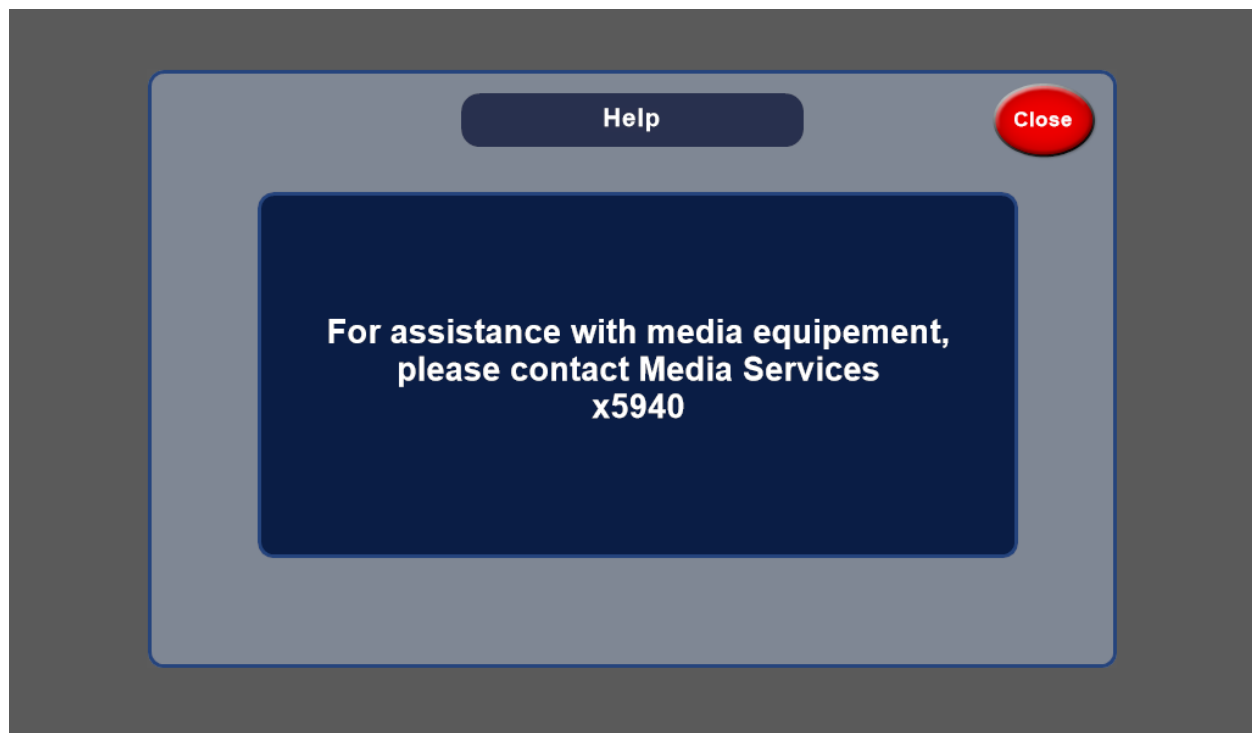 Help
Close
For assistance with media equipement,
please contact Media Services
x5940